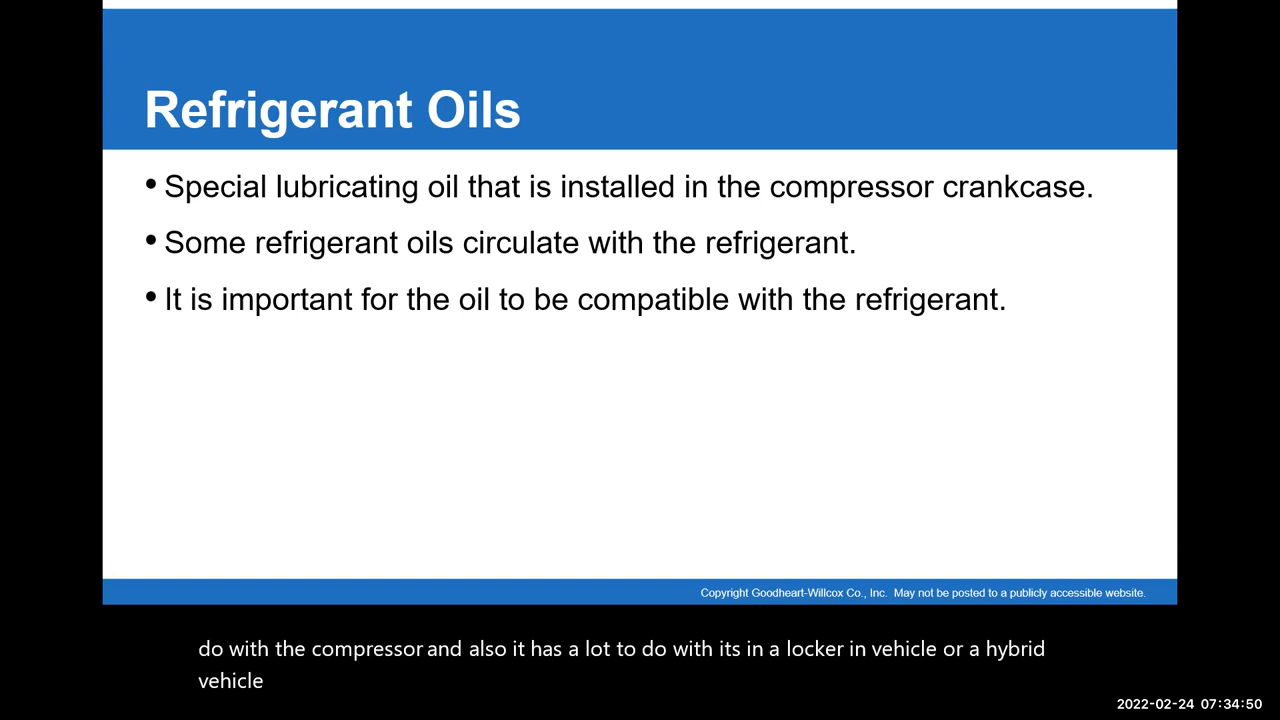 Refrigerant Oils
• Special lubricating oil that is installed in the compressor crankcase.
• Some refrigerant oils circulate with the refrigerant.
• It is important for the oil to be compatible with the refrigerant.
Copyright Goodheart-Willcox Co., Inc. May not be posted to a publicly accessible website.
do with the compressor and also it has a lot to do with its in a locker in vehicle or a hybrid
vehicle
2022-02-24 07:34:50